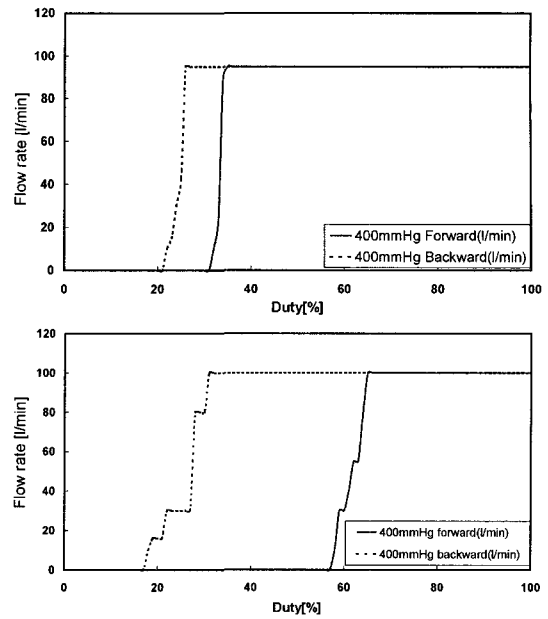 120
100
80
60
40
20
0
Flow rate [l/min]
400mmHg Forward(l/min)
400mmHg Backward(l/min)
0 20 40 60 80 100
Duty[%]
120
100
80
60
40
20
0
Flow rate [l/min]
400mmHg forward(l/min)
400mmHg backward(l/min)
0 20 40 60 80 100
Duty[%]